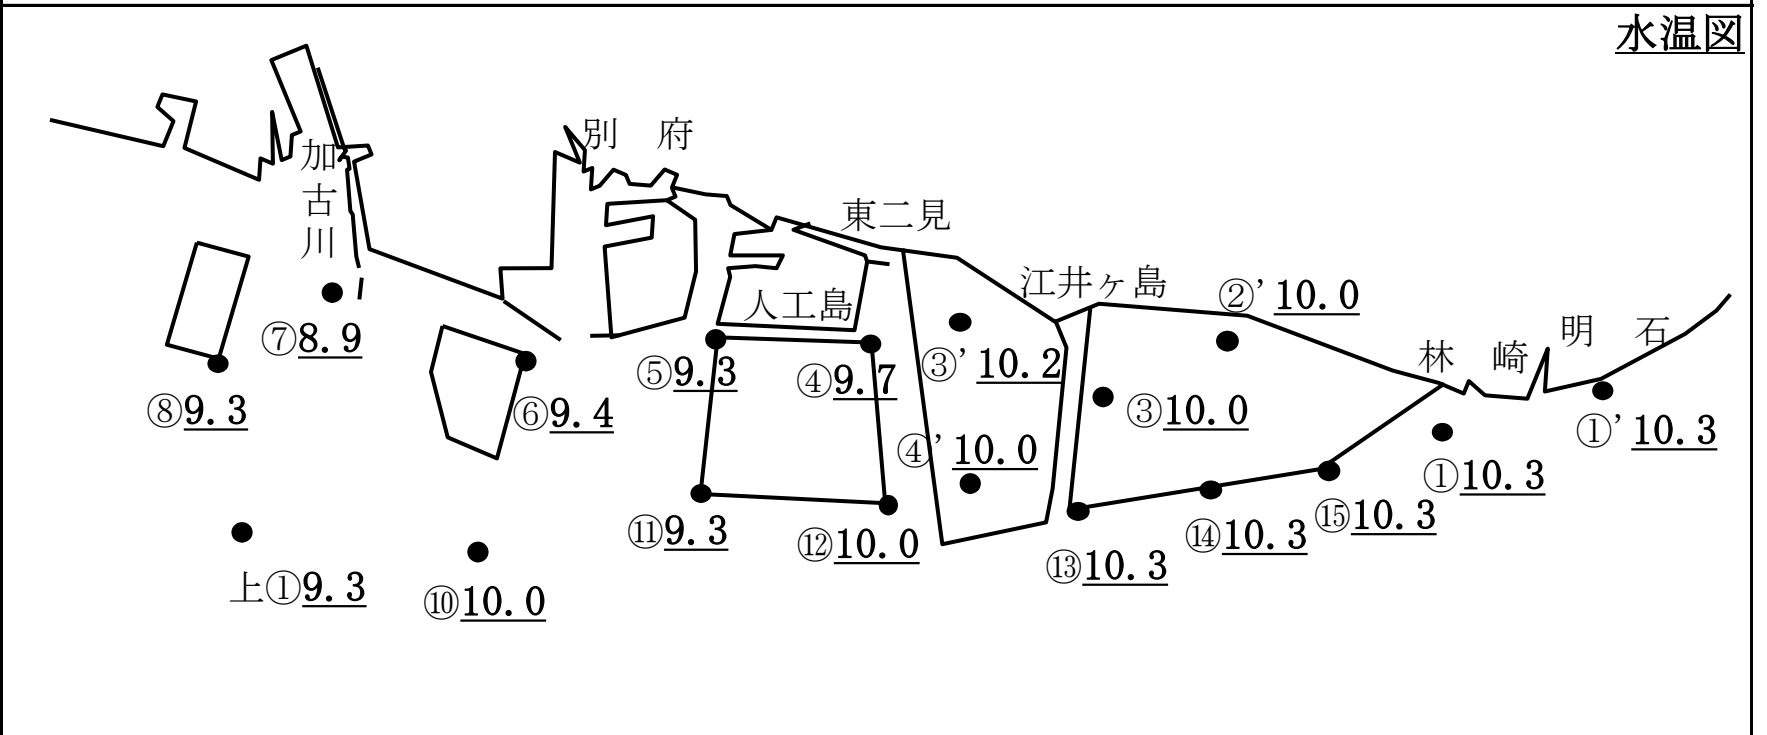 水温図
別 府
加古川
東二見
江井ヶ島
②' 10.0
人工島
明 石
林 崎
⑦8.9
③' 10.2
⑤9.3
④9.7
⑧9.3
⑥9.4
③10.0
①' 10.3
④' 10.0
①10.3
⑮10.3
⑪9.3
⑫10.0
⑭10.3
⑬10.3
上①9.3
⑩10.0